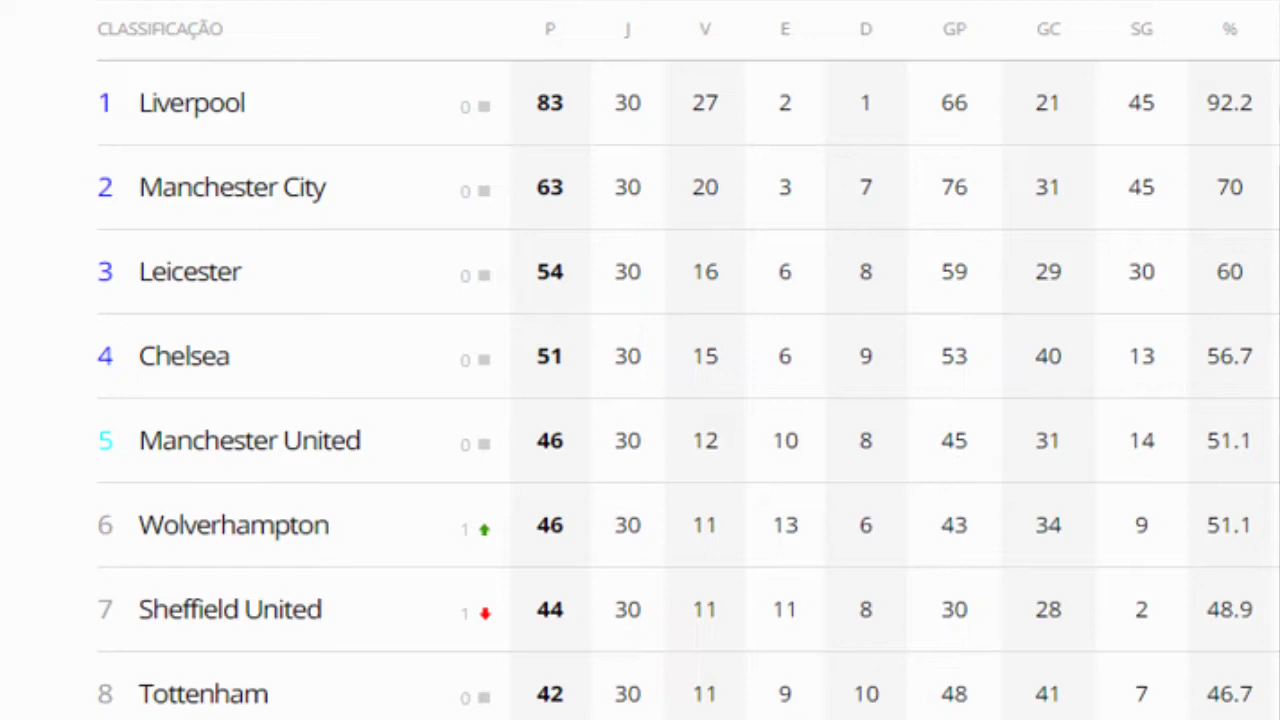 CLASSIFICAÇÃO P J V E D GP GC SG %
1 Liverpool 0 83 30 27 2 1 66 21 45 92.2
2 Manchester City 0 63 30 20 3 7 76 31 45 70
3 Leicester 0 54 30 16 6 8 59 29 30 60
4 Chelsea 0 51 30 15 6 9 53 40 13 56.7
5 Manchester United 0 46 30 12 10 8 45 31 14 51.1
6 Wolverhampton 1 46 30 11 13 6 43 34 9 51.1
7 Sheffield United 1 44 30 11 11 8 30 28 2 48.9
8 Tottenham 0 42 30 11 9 10 48 41 7 46.7